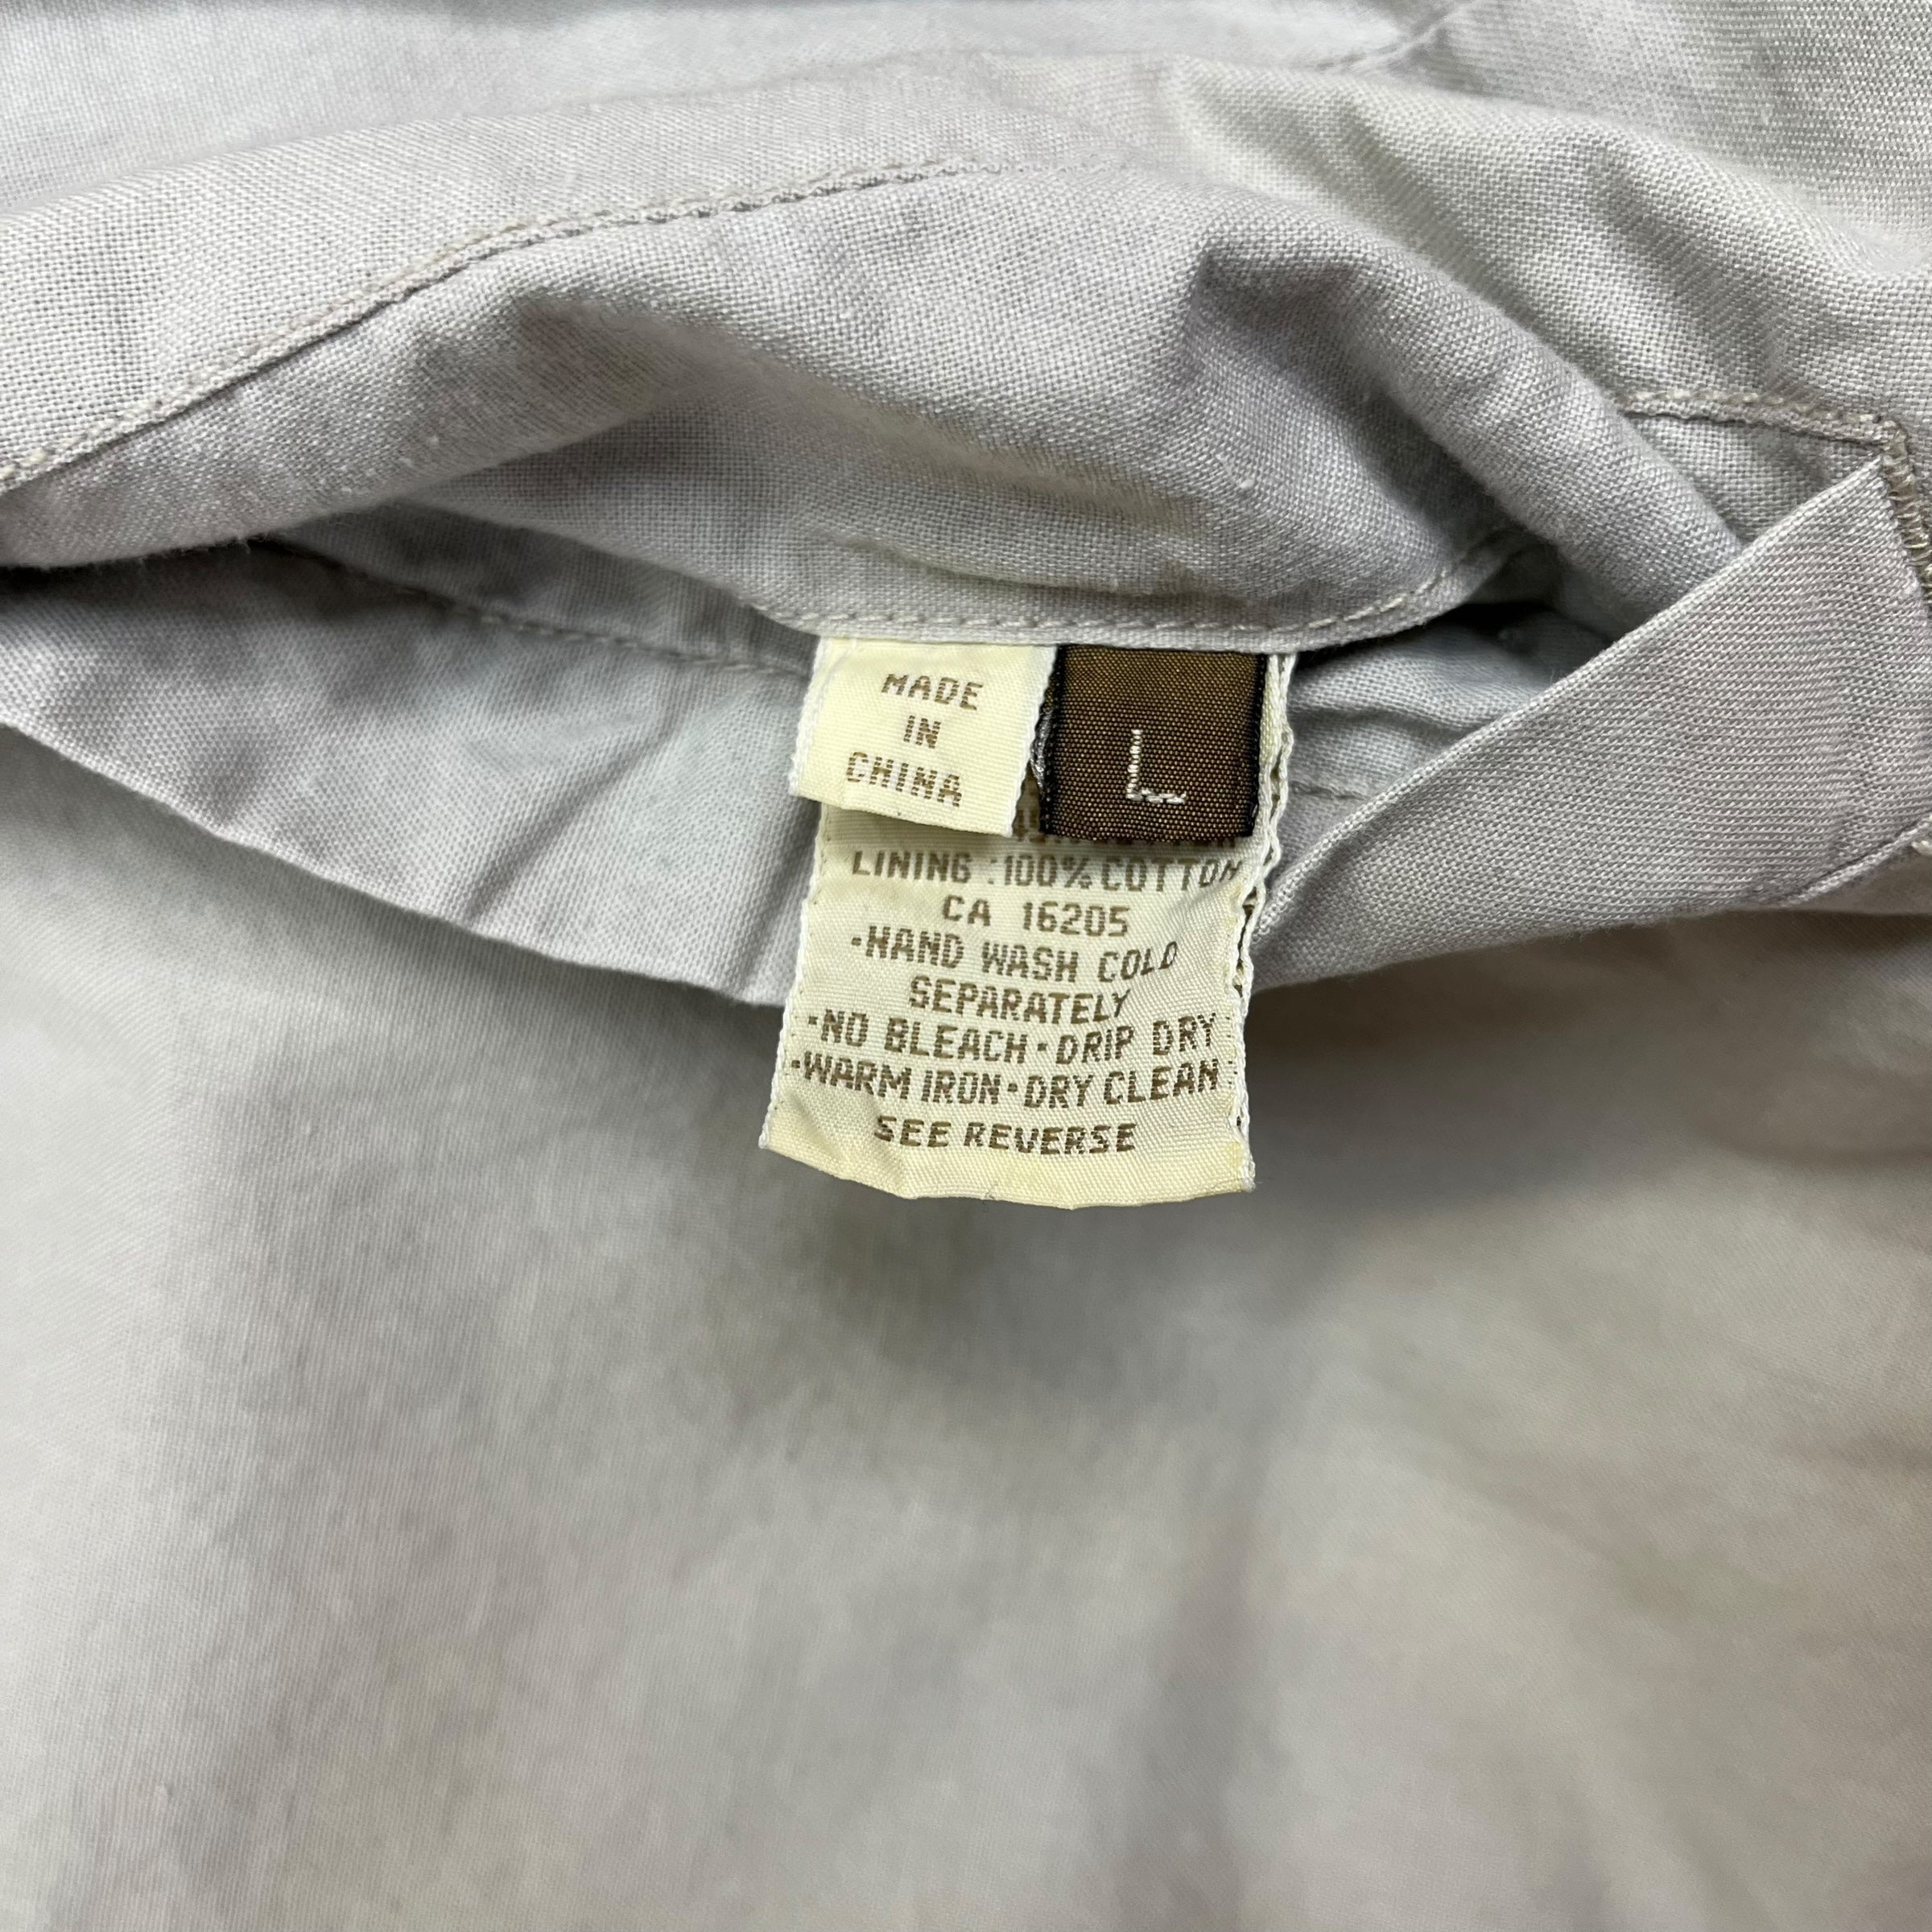 MADE
IN
CHINA
L
LINING :100% COTTON
CA 16205
•HAND WASH COLD
SEPARATELY
•NO BLEACH•DRIP DRY
•WARM IRON•DRY CLEAN
SEE REVERSE